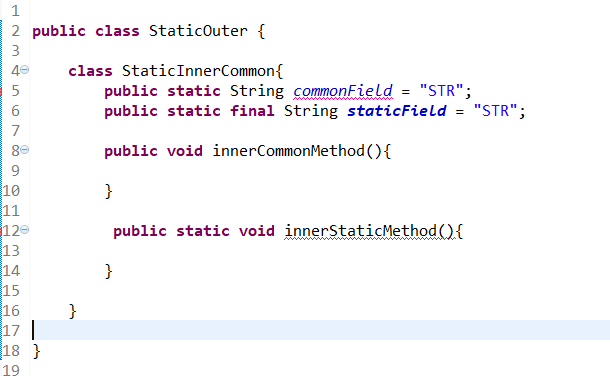 1
2 public class StaticOuter {
3
4 class StaticInnerCommon{
5 public static String commonField = "STR";
6 public static final String staticField = "STR";
7
8 public void innerCommonMethod(){
9
10 }
11
12 public static void innerStaticMethod(){
13
14 }
15
16 }
17
18 }
19